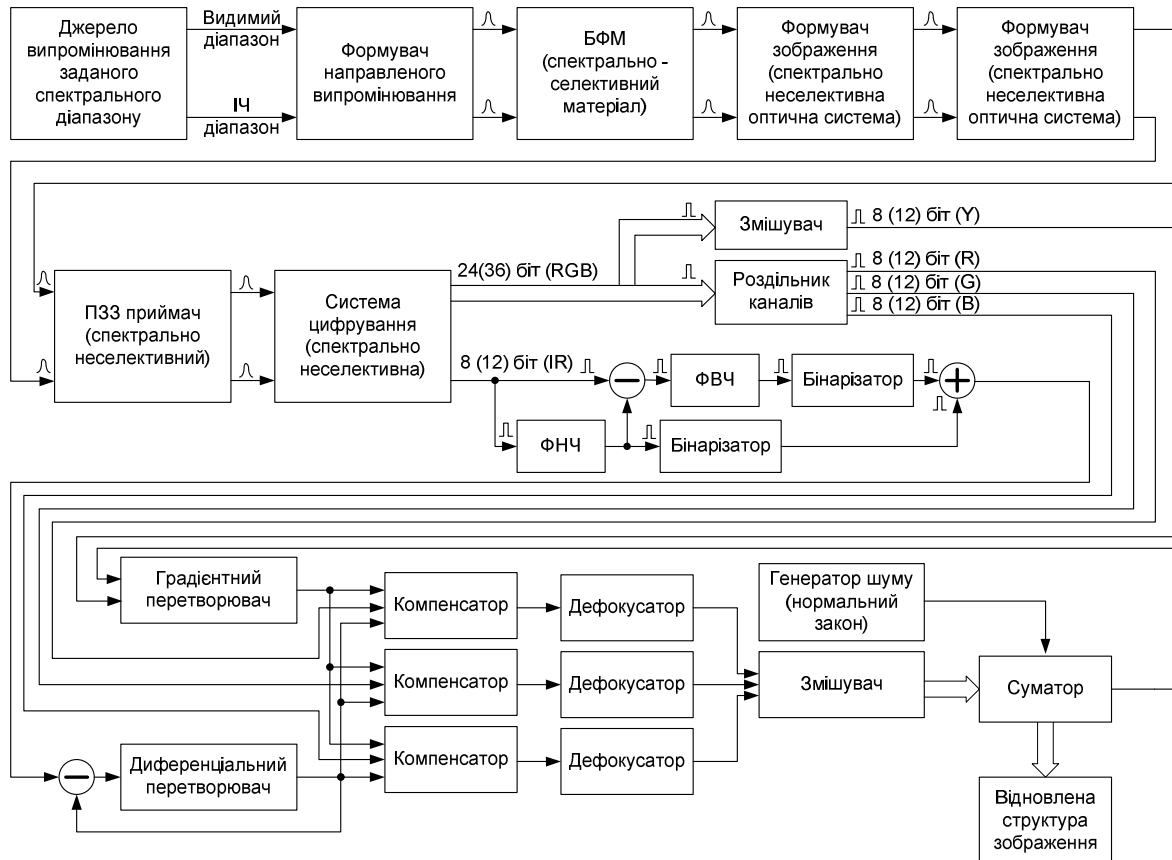 Джерело
випромінювання
заданого
спектрального
діапазону
Видимий
діапазон
ІЧ
діапазон
Формувач
направленого
випромінювання
БФМ
(спектрально -
селективний
матеріал)
Формувач
зображення
(спектрально
неселективна
оптична система)
Формувач
зображення
(спектрально
неселективна
оптична система)
ПЗЗ приймач
(спектрально
неселективний)
Система
цифрування
(спектрально
неселективна)
24(36) біт (RGB)
8 (12) біт (IR)
Змішувач
8 (12) біт (Y)
Роздільник
каналів
8 (12) біт (R)
8 (12) біт (G)
8 (12) біт (B)
ФВЧ
Бінарізатор
ФНЧ
Бінарізатор
Градієнтний
перетворювач
Компенсатор
Дефокусатор
Генератор шуму
(нормальний
закон)
Компенсатор
Дефокусатор
Змішувач
Суматор
Компенсатор
Дефокусатор
Диференціальний
перетворювач
Відновлена
структура
зображення